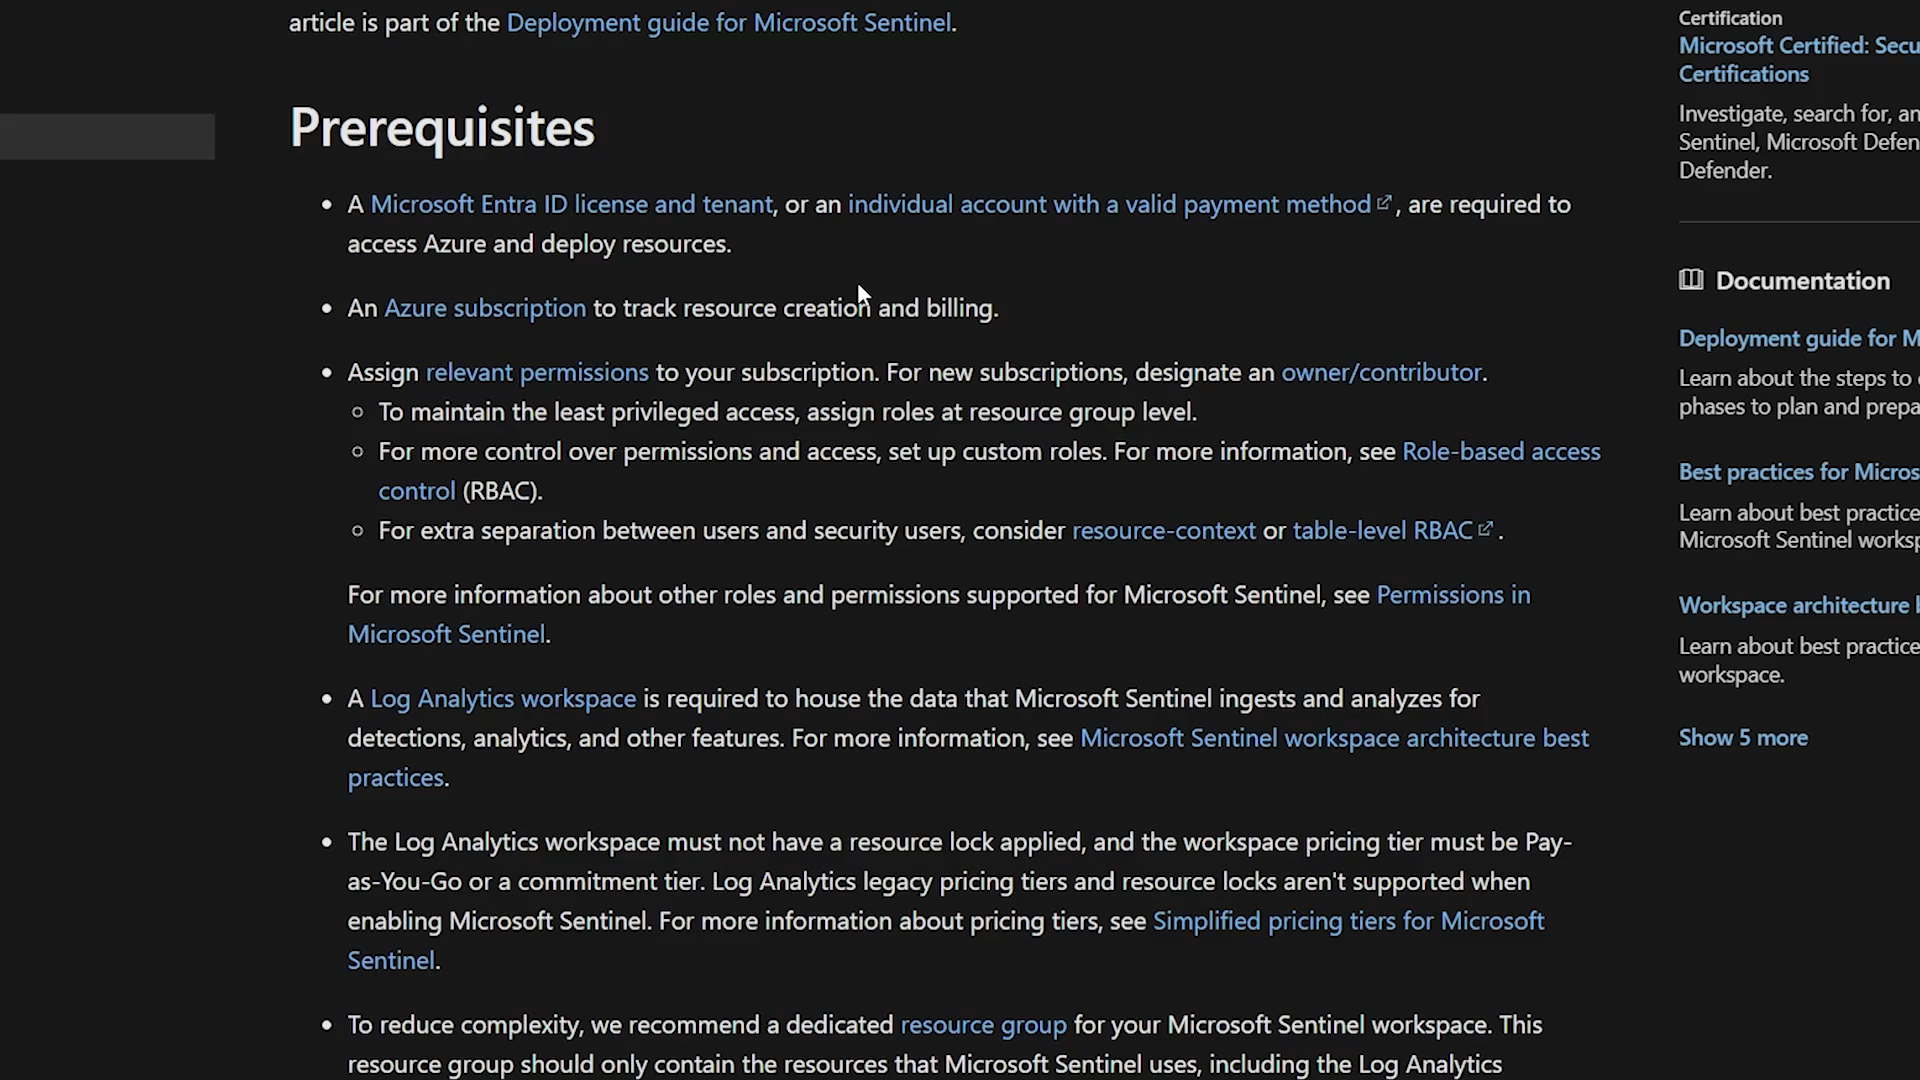 article is part of the Deployment guide for Microsoft Sentinel.
Prerequisites
• A Microsoft Entra ID license and tenant, or an individual account with a valid payment method, are required to
access Azure and deploy resources.
• An Azure subscription to track resource creation and billing.
• Assign relevant permissions to your subscription. For new subscriptions, designate an owner/contributor.
○ To maintain the least privileged access, assign roles at resource group level.
○ For more control over permissions and access, set up custom roles. For more information, see Role-based access
control (RBAC).
○ For extra separation between users and security users, consider resource-context or table-level RBAC.
For more information about other roles and permissions supported for Microsoft Sentinel, see Permissions in
Microsoft Sentinel.
• A Log Analytics workspace is required to house the data that Microsoft Sentinel ingests and analyzes for
detections, analytics, and other features. For more information, see Microsoft Sentinel workspace architecture best
practices.
• The Log Analytics workspace must not have a resource lock applied, and the workspace pricing tier must be Pay-
as-You-Go or a commitment tier. Log Analytics legacy pricing tiers and resource locks aren't supported when
enabling Microsoft Sentinel. For more information about pricing tiers, see Simplified pricing tiers for Microsoft
Sentinel.
• To reduce complexity, we recommend a dedicated resource group for your Microsoft Sentinel workspace. This
resource group should only contain the resources that Microsoft Sentinel uses, including the Log Analytics
Certification
Microsoft Certified: Secu
Certifications
Investigate, search for, an
Sentinel, Microsoft Defen
Defender.
Documentation
Deployment guide for M
Learn about the steps to
phases to plan and prepa
Best practices for Micros
Learn about best practice
Microsoft Sentinel worksp
Workspace architecture
Learn about best practice
workspace.
Show 5 more